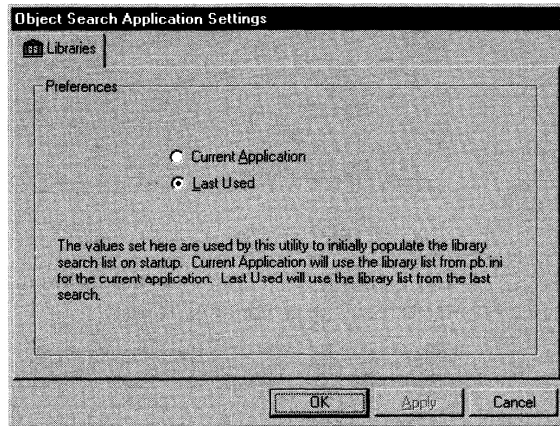 Object Search Application Settings
Libraries
Preferences
Current Application
Last Used
The values set here are used by this utility to initially populate the library
search list on startup. Current Application will use the library list from pb.ini
for the current application. Last Used will use the library list from the last
search.
OK
Apply
Cancel